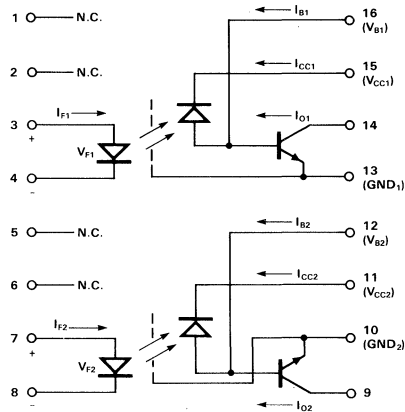 1 N.C. I_B1 16 (V_B1)
2 N.C. I_CC1 15 (V_CC1)
3 + I_F1 V_F1 I_O1 14
4 – 13 (GND_1)
5 N.C. I_B2 12 (V_B2)
6 N.C. I_CC2 11 (V_CC2)
7 + I_F2 V_F2 10 (GND_2)
8 – I_O2 9